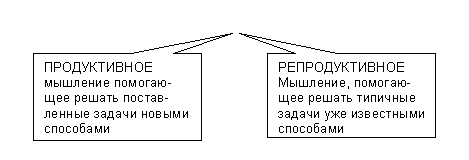 ПРОДУКТИВНОЕ
мышление помогаю-
щее решать постав-
ленные задачи новыми
способами
РЕПРОДУКТИВНОЕ
Мышление, помогаю-
щее решать типичные
задачи уже известными
способами